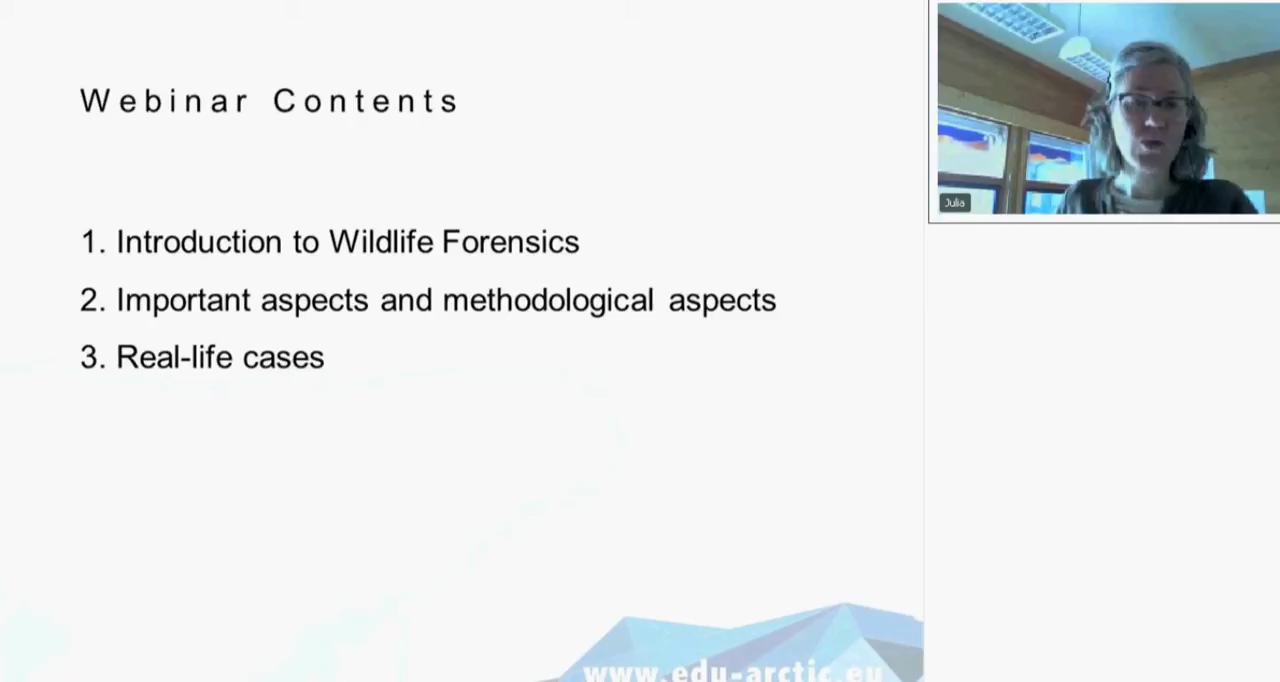 Webinar Contents
1. Introduction to Wildlife Forensics
2. Important aspects and methodological aspects
3. Real-life cases
www.edu-arctic.eu
Julia